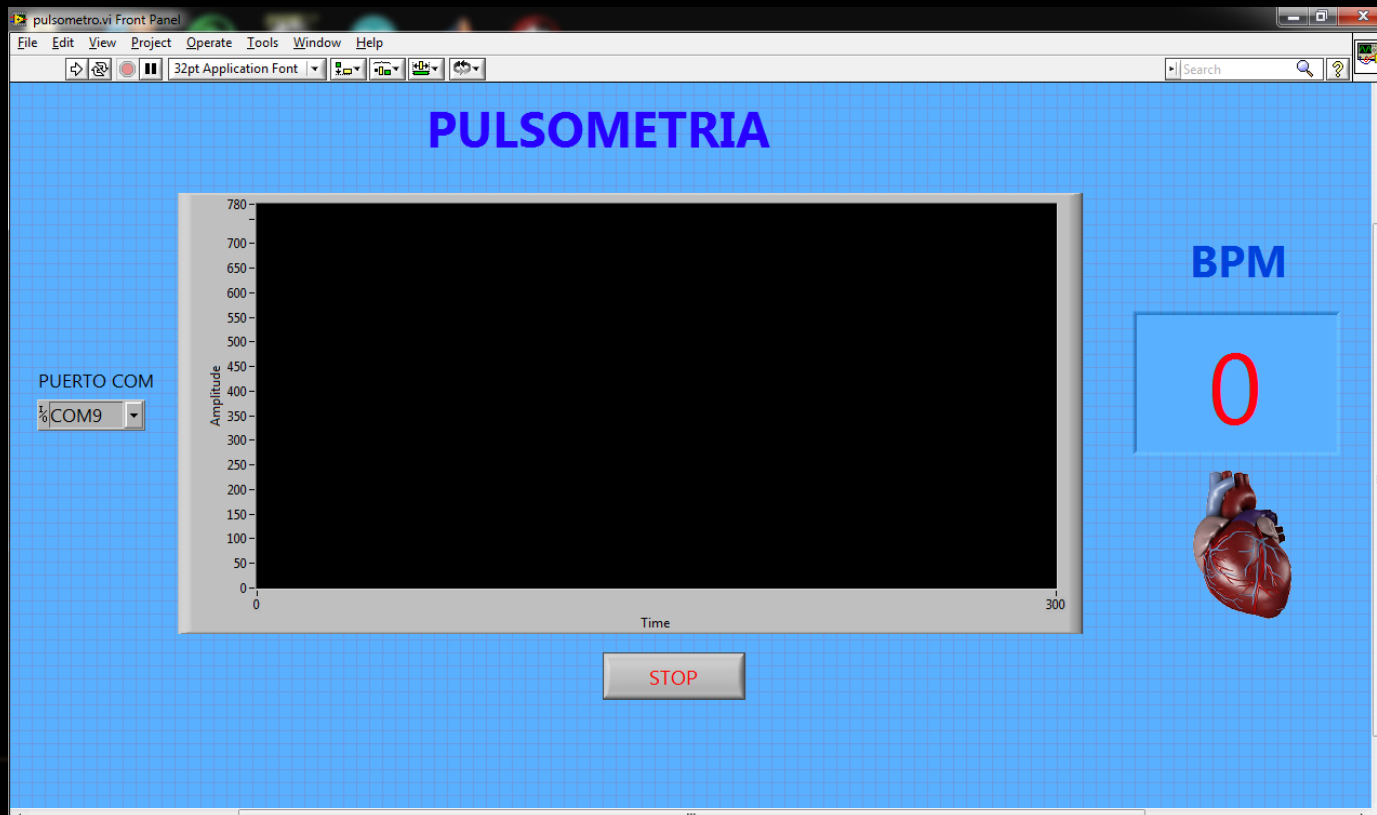 pulsometro.vi Front Panel
File Edit View Project Operate Tools Window Help
32pt Application Font
Search
?
PULSOMETRIA
780
700
650
600
550
500
450
400
350
300
250
200
150
100
50
0
Amplitude
0 300
Time
PUERTO COM
I/O COM9
BPM
0
STOP